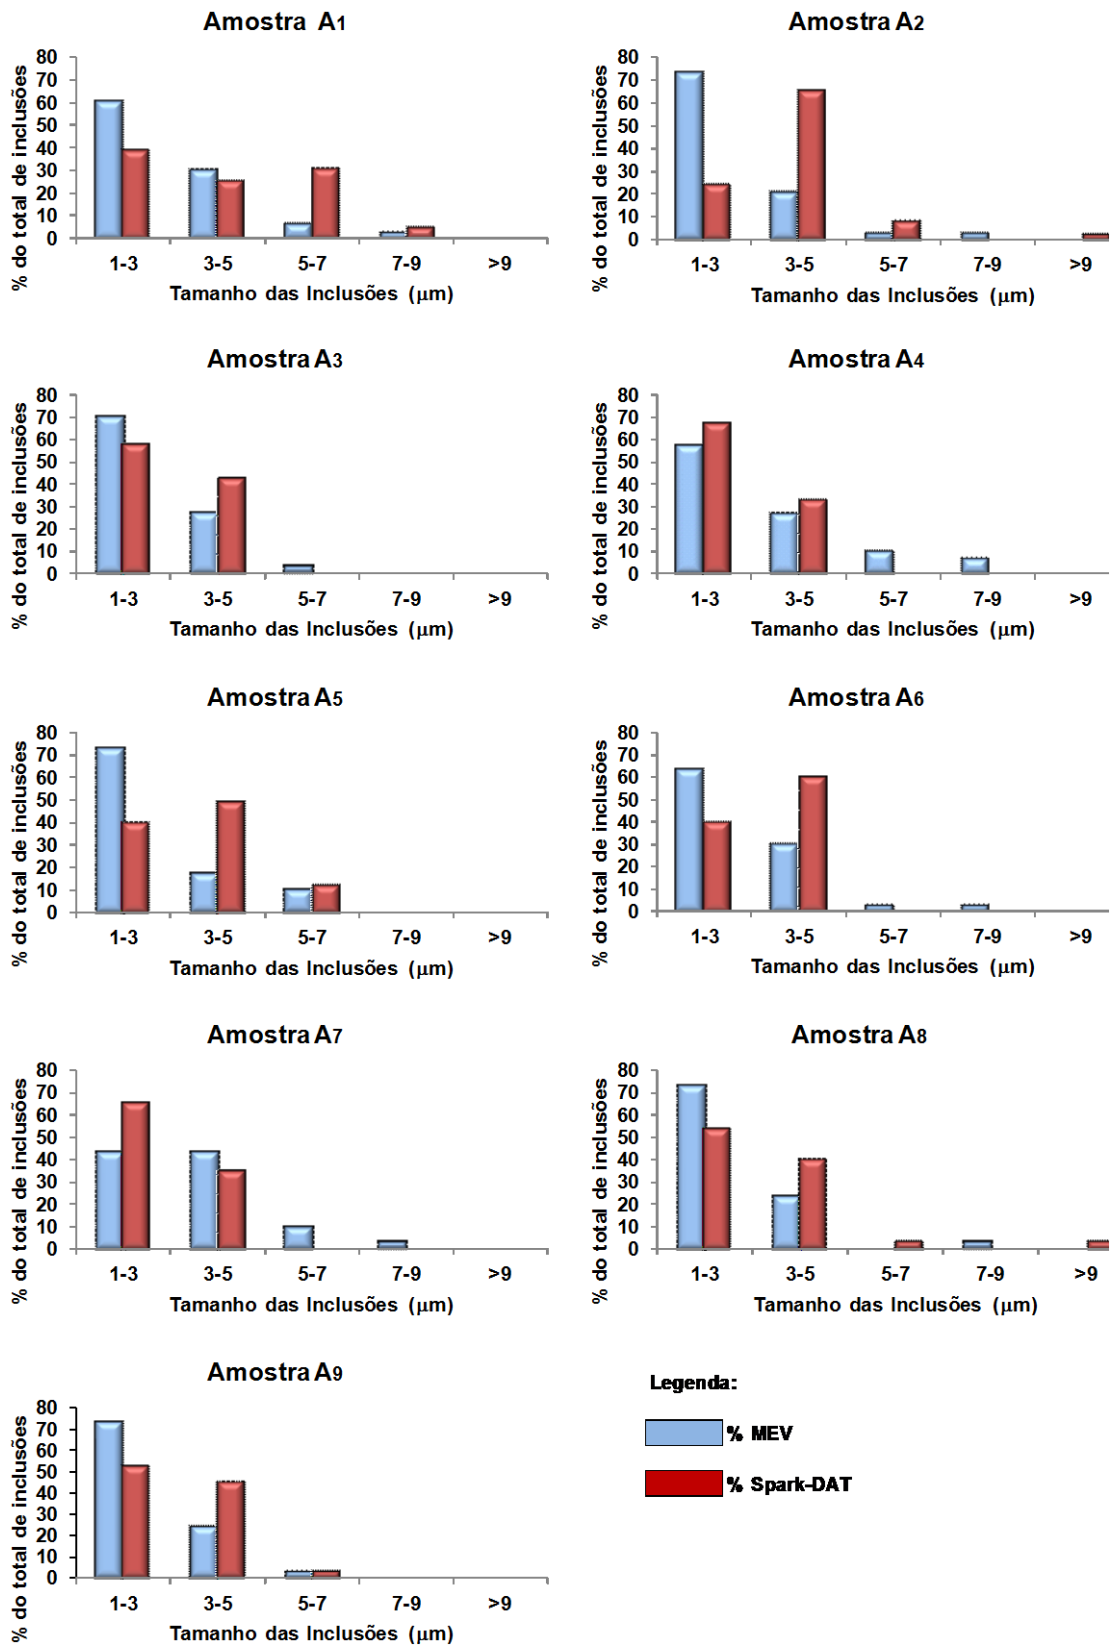 Amostra A1
% do total de inclusões
80
70
60
50
40
30
20
10
0
1-3 3-5 5-7 7-9 >9
Tamanho das Inclusões (µm)
Amostra A2
% do total de inclusões
80
70
60
50
40
30
20
10
0
1-3 3-5 5-7 7-9 >9
Tamanho das Inclusões (µm)
Amostra A3
% do total de inclusões
80
70
60
50
40
30
20
10
0
1-3 3-5 5-7 7-9 >9
Tamanho das Inclusões (µm)
Amostra A4
% do total de inclusões
80
70
60
50
40
30
20
10
0
1-3 3-5 5-7 7-9 >9
Tamanho das Inclusões (µm)
Amostra A5
% do total de inclusões
80
70
60
50
40
30
20
10
0
1-3 3-5 5-7 7-9 >9
Tamanho das Inclusões (µm)
Amostra A6
% do total de inclusões
80
70
60
50
40
30
20
10
0
1-3 3-5 5-7 7-9 >9
Tamanho das Inclusões (µm)
Amostra A7
% do total de inclusões
80
70
60
50
40
30
20
10
0
1-3 3-5 5-7 7-9 >9
Tamanho das Inclusões (µm)
Amostra A8
% do total de inclusões
80
70
60
50
40
30
20
10
0
1-3 3-5 5-7 7-9 >9
Tamanho das Inclusões (µm)
Amostra A9
% do total de inclusões
80
70
60
50
40
30
20
10
0
1-3 3-5 5-7 7-9 >9
Tamanho das Inclusões (µm)
Legenda:
% MEV
% Spark-DAT